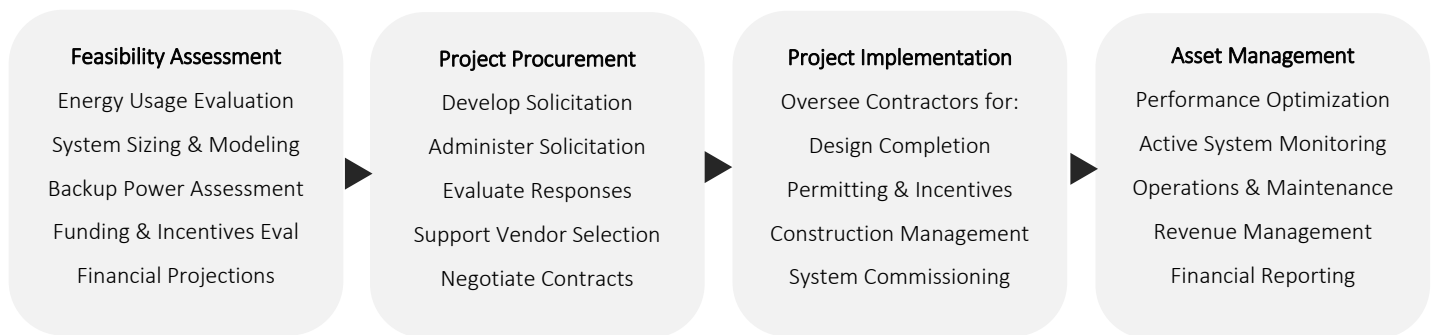 Feasibility Assessment
Energy Usage Evaluation
System Sizing & Modeling
Backup Power Assessment
Funding & Incentives Eval
Financial Projections
Project Procurement
Develop Solicitation
Administer Solicitation
Evaluate Responses
Support Vendor Selection
Negotiate Contracts
Project Implementation
Oversee Contractors for:
Design Completion
Permitting & Incentives
Construction Management
System Commissioning
Asset Management
Performance Optimization
Active System Monitoring
Operations & Maintenance
Revenue Management
Financial Reporting